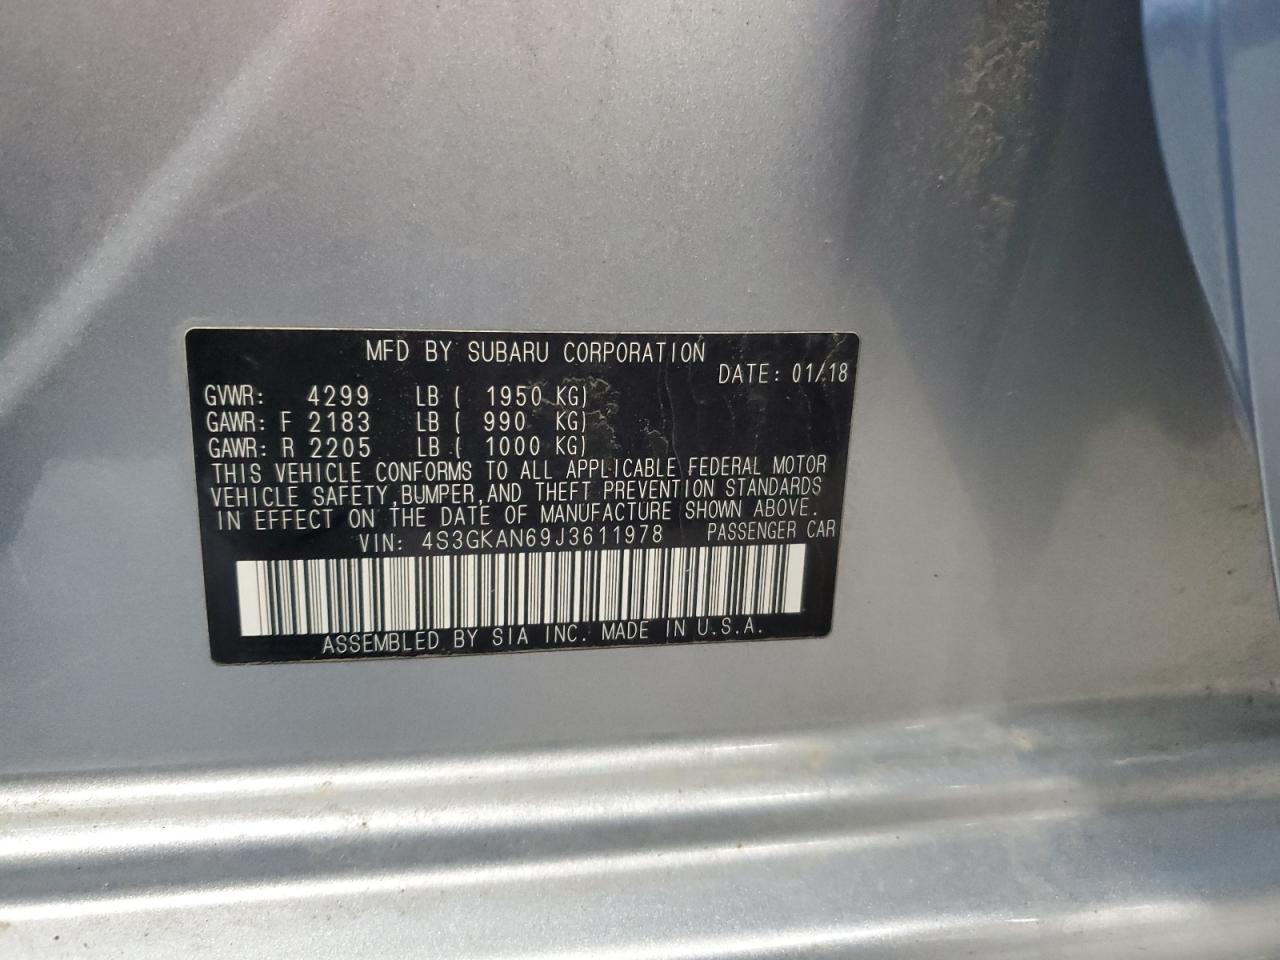 MFD BY SUBARU CORPORATION
DATE: 01/18
GVWR: 4299 LB ( 1950 KG)
GAWR: F 2183 LB ( 990 KG)
GAWR: R 2205 LB ( 1000 KG)
THIS VEHICLE CONFORMS TO ALL APPLICABLE FEDERAL MOTOR
VEHICLE SAFETY,BUMPER,AND THEFT PREVENTION STANDARDS
IN EFFECT ON THE DATE OF MANUFACTURE SHOWN ABOVE.
VIN: 4S3GKAN69J3611978 PASSENGER CAR
ASSEMBLED BY SIA INC. MADE IN U.S.A.